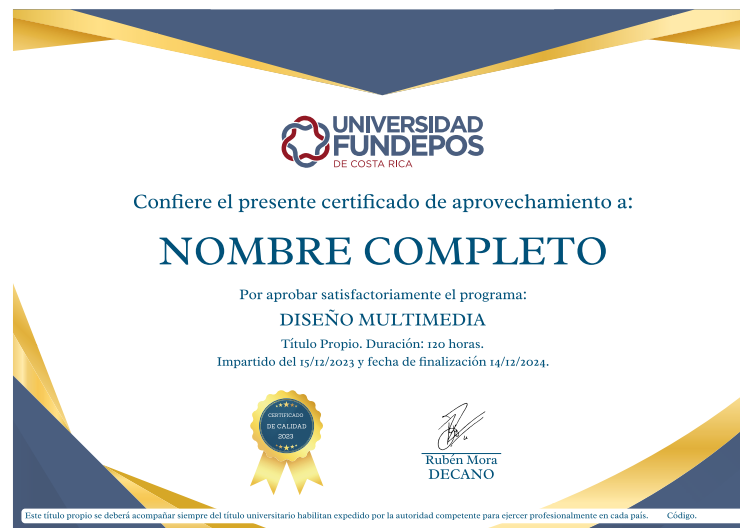 UNIVERSIDAD
FUNDEPOS
DE COSTA RICA
Confiere el presente certificado de aprovechamiento a:
NOMBRE COMPLETO
Por aprobar satisfactoriamente el programa:
DISEÑO MULTIMEDIA
Título Propio. Duración: 120 horas.
Impartido del 15/12/2023 y fecha de finalización 14/12/2024.
CERTIFICADO
DE CALIDAD
2023
Rubén Mora
DECANO
Este título propio se deberá acompañar siempre del título universitario habilitan expedido por la autoridad competente para ejercer profesionalmente en cada país. Código.